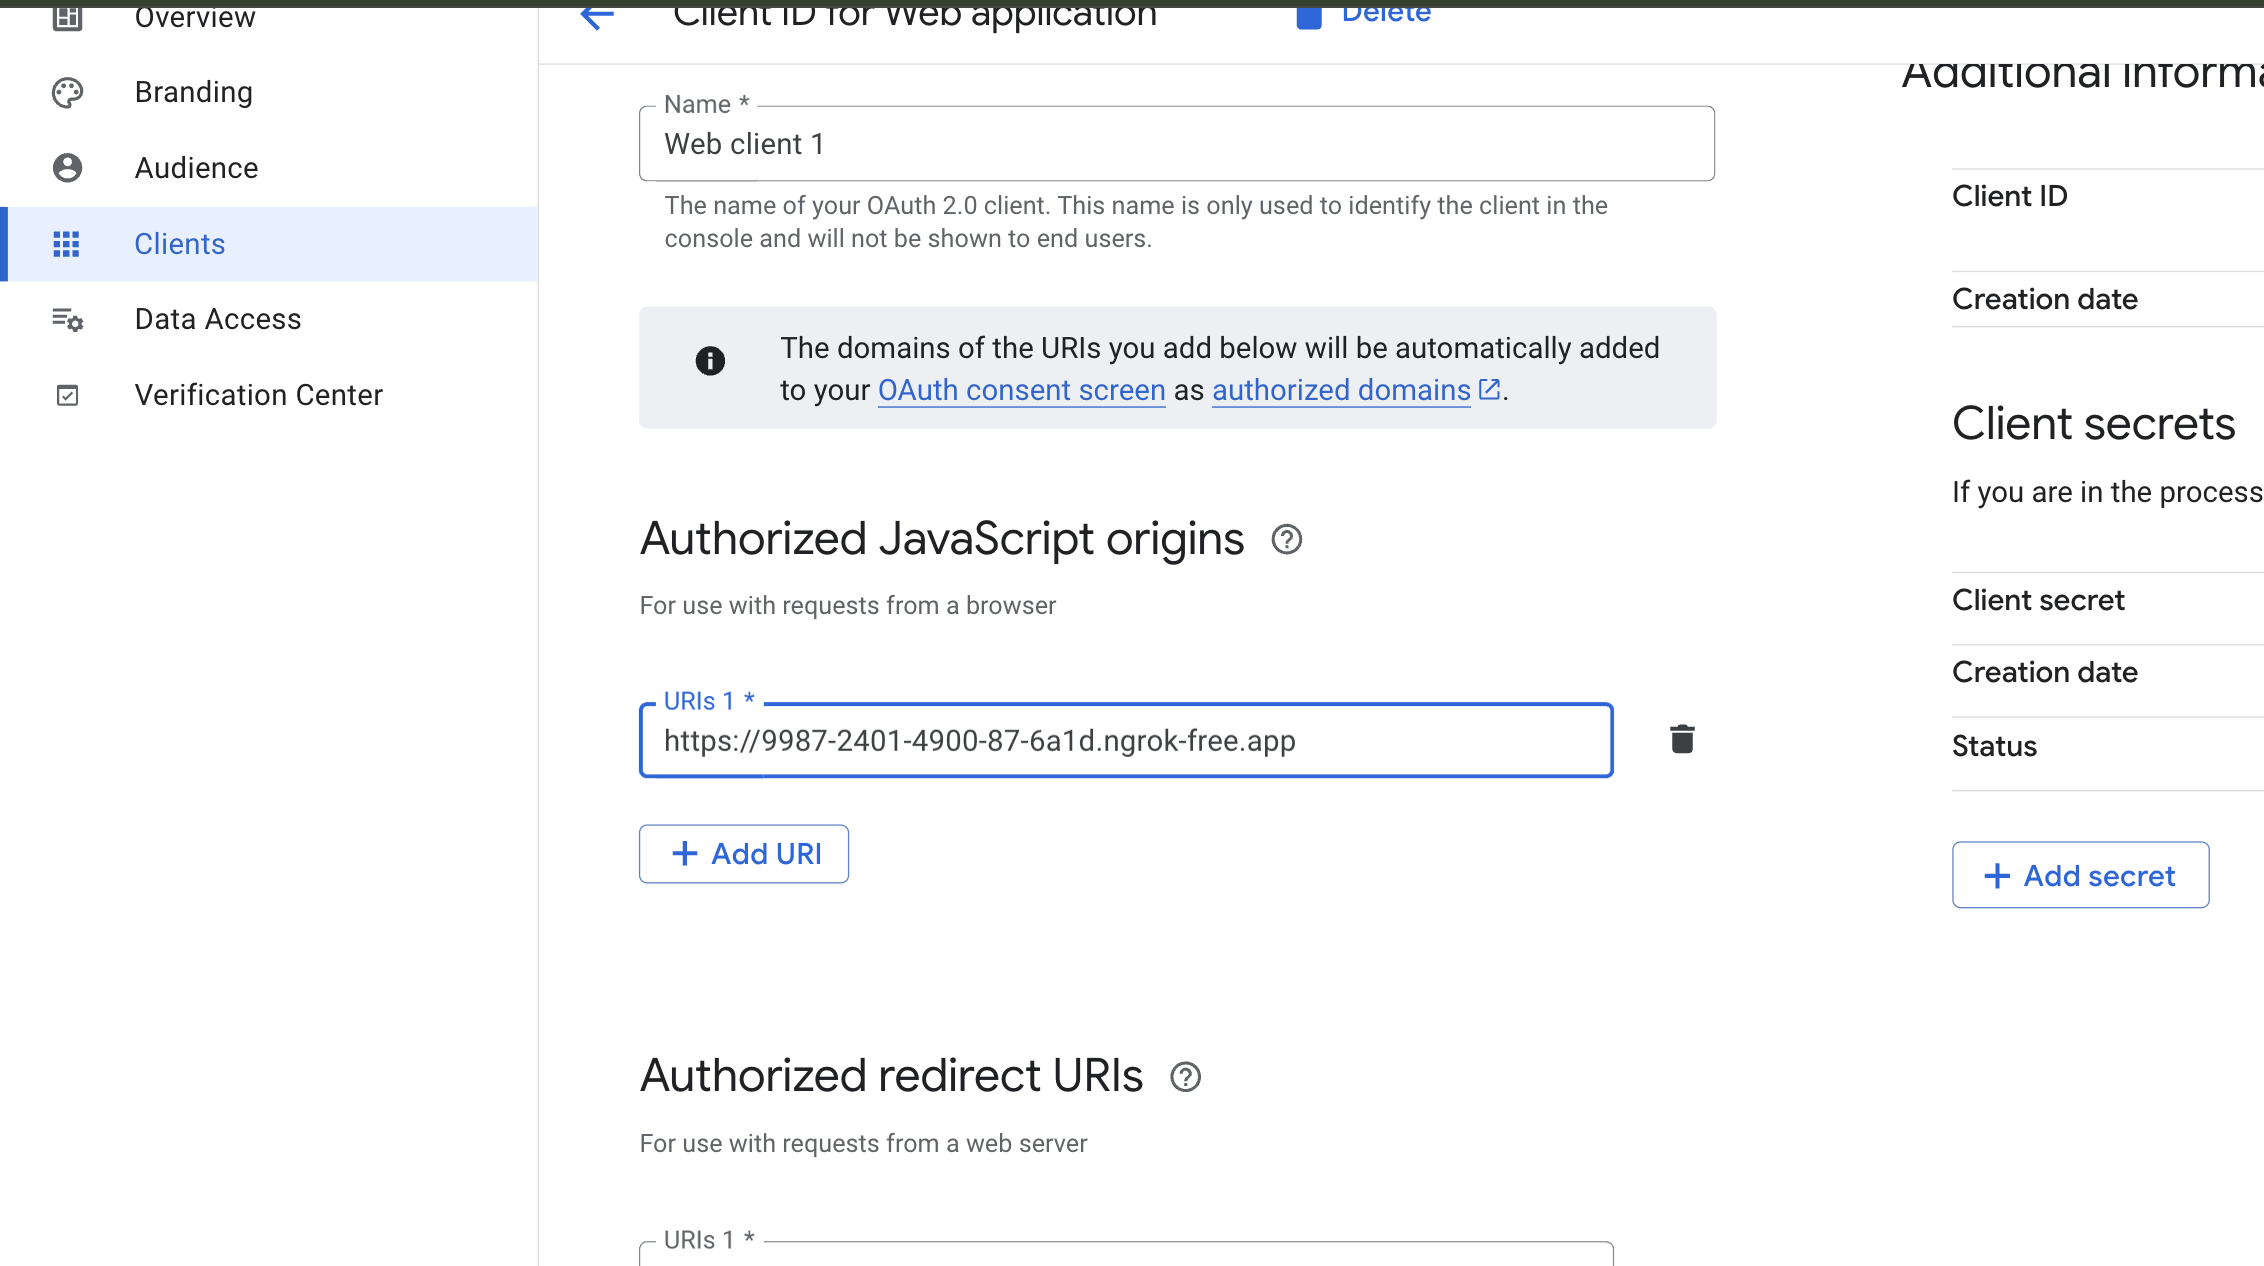 Overview
Branding
Audience
Clients
Data Access
Verification Center
Client ID for Web application
Delete
Name *
Web client 1
The name of your OAuth 2.0 client. This name is only used to identify the client in the
console and will not be shown to end users.
The domains of the URIs you add below will be automatically added
to your OAuth consent screen as authorized domains.
Authorized JavaScript origins
For use with requests from a browser
URIs 1 *
https://9987-2401-4900-87-6a1d.ngrok-free.app
+ Add URI
Authorized redirect URIs
For use with requests from a web server
URIs 1 *
Additional
Client ID
Creation date
Client secrets
If you are in the process
Client secret
Creation date
Status
+ Add secret